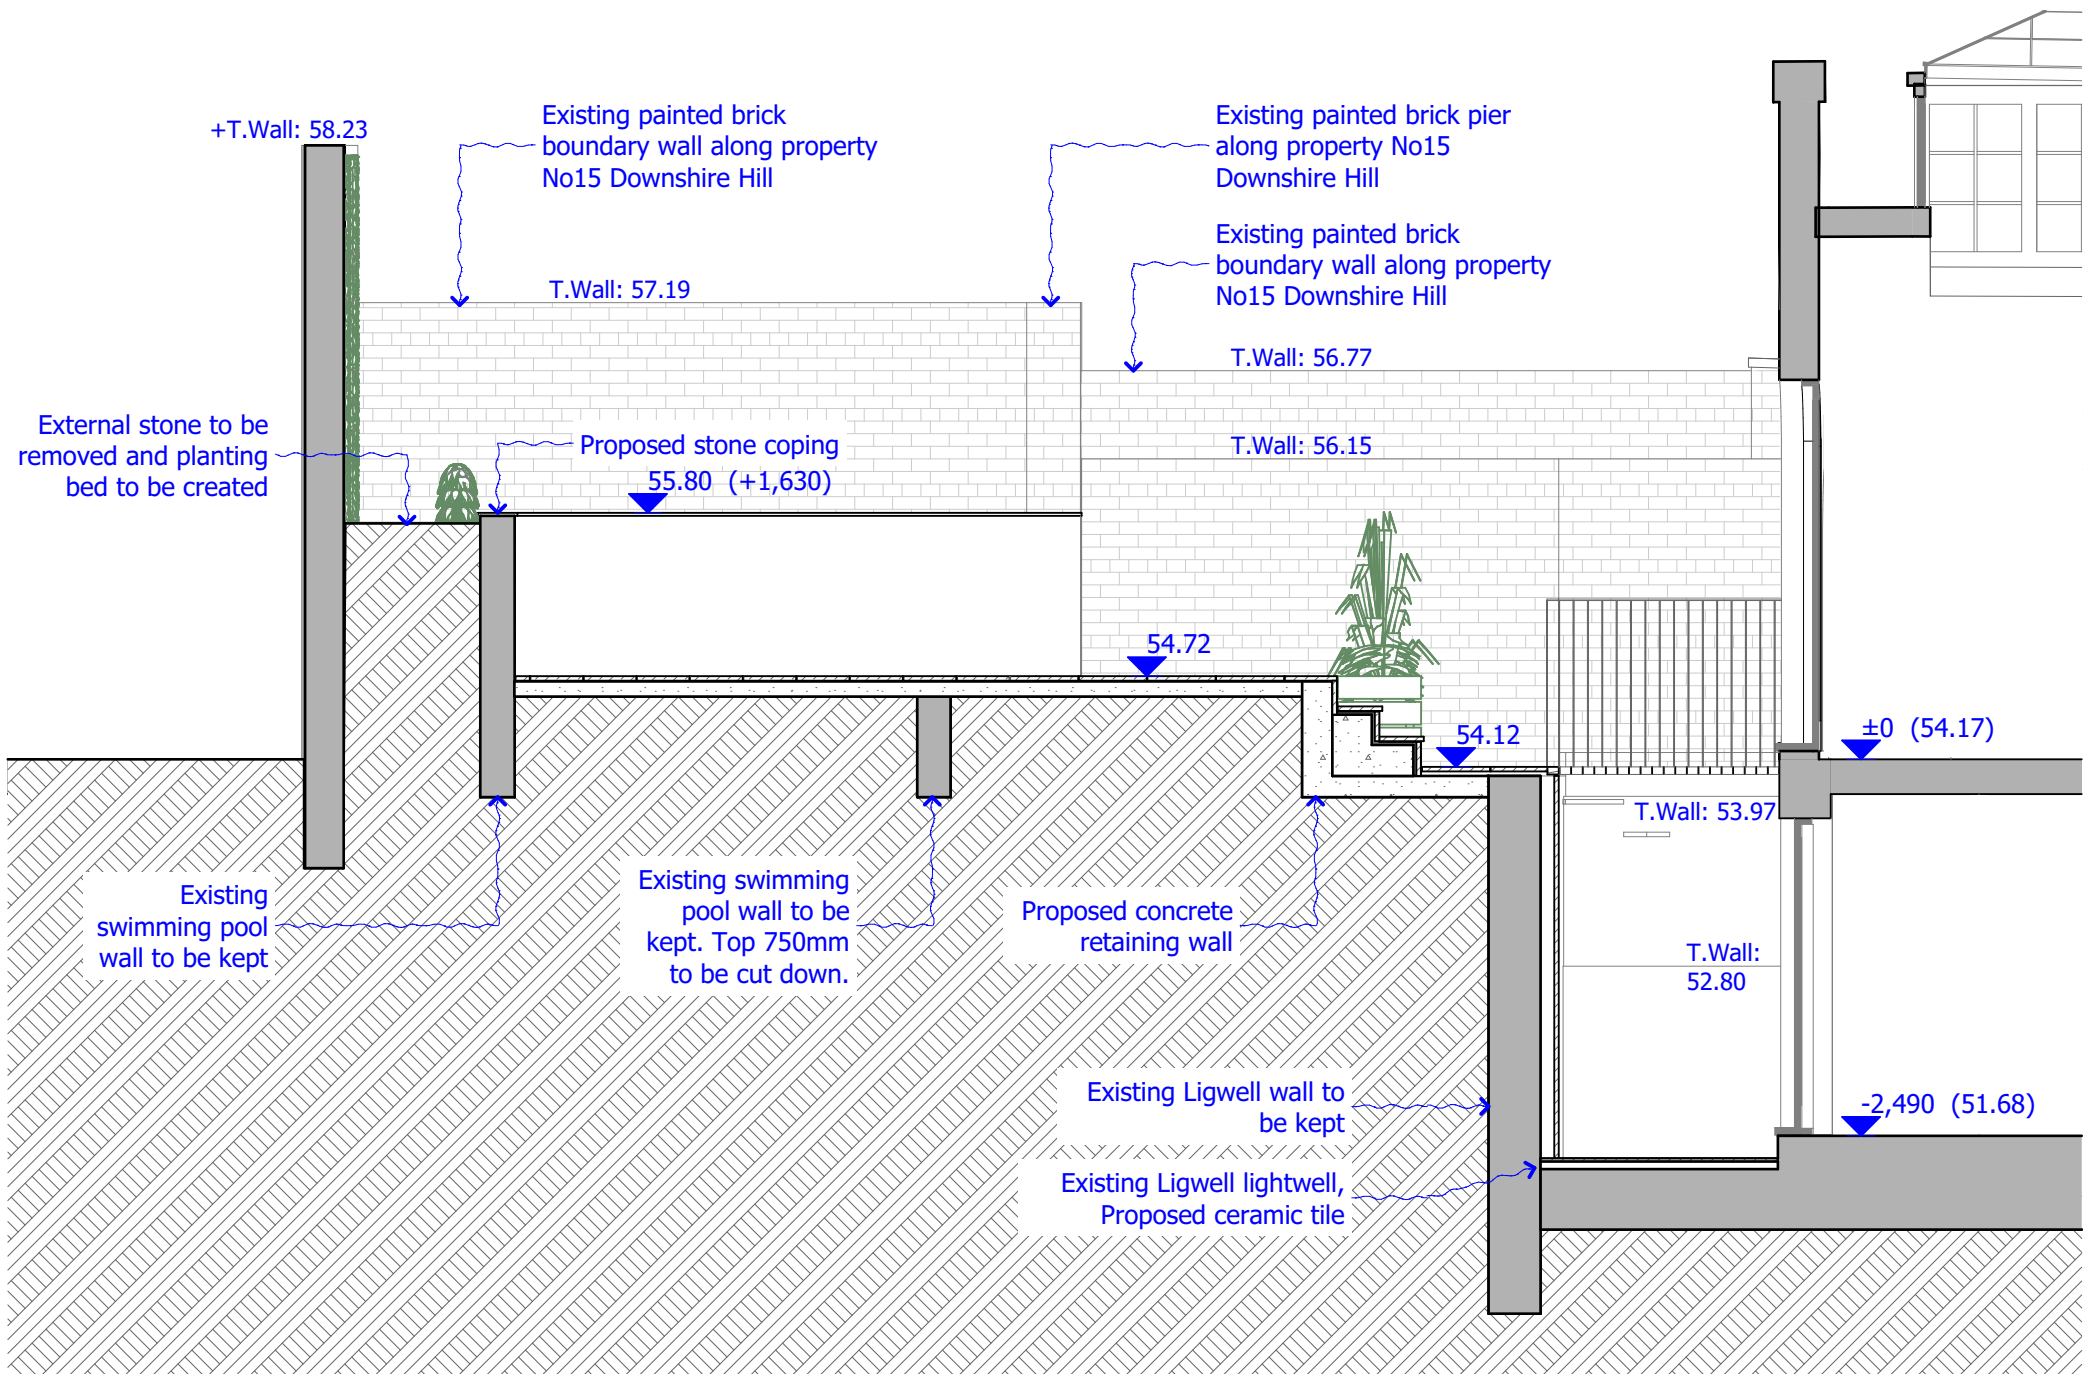 +T.Wall: 58.23
Existing painted brick
boundary wall along property
No15 Downshire Hill
Existing painted brick pier
along property No15
Downshire Hill
Existing painted brick
boundary wall along property
No15 Downshire Hill
T.Wall: 57.19
T.Wall: 56.77
External stone to be
removed and planting
bed to be created
Proposed stone coping
55.80 (+1,630)
T.Wall: 56.15
54.72
54.12
±0 (54.17)
T.Wall: 53.97
Existing
swimming pool
wall to be kept
Existing swimming
pool wall to be
kept. Top 750mm
to be cut down.
Proposed concrete
retaining wall
T.Wall:
52.80
Existing Ligwell wall to
be kept
-2,490 (51.68)
Existing Ligwell lightwell,
Proposed ceramic tile